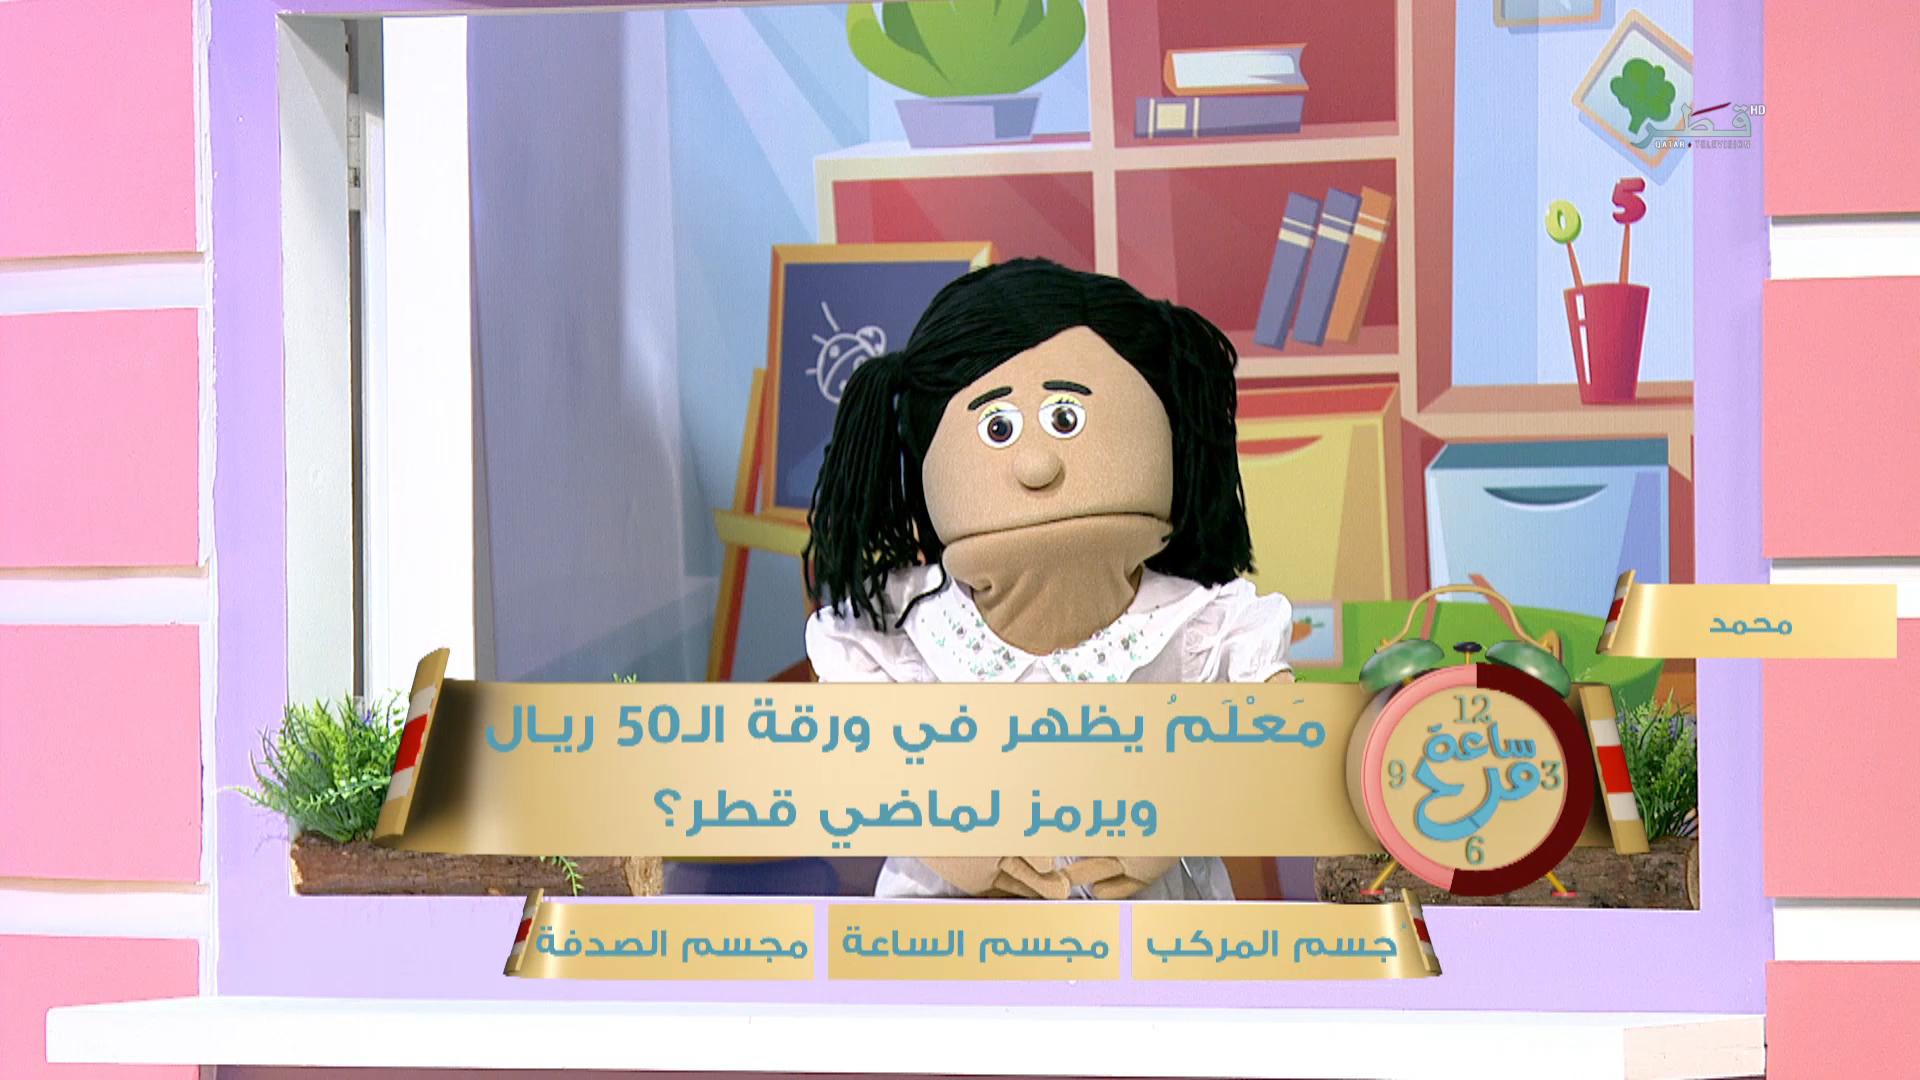 قطر HD
QATAR TELEVISION
0 5
محمد
مَعْلَمُ يظهر في ورقة الـ50 ريال
ويرمز لماضي قطر؟
12
3
6
9
ساعة
مرح
جسم المركب
مجسم الساعة
مجسم الصدفة